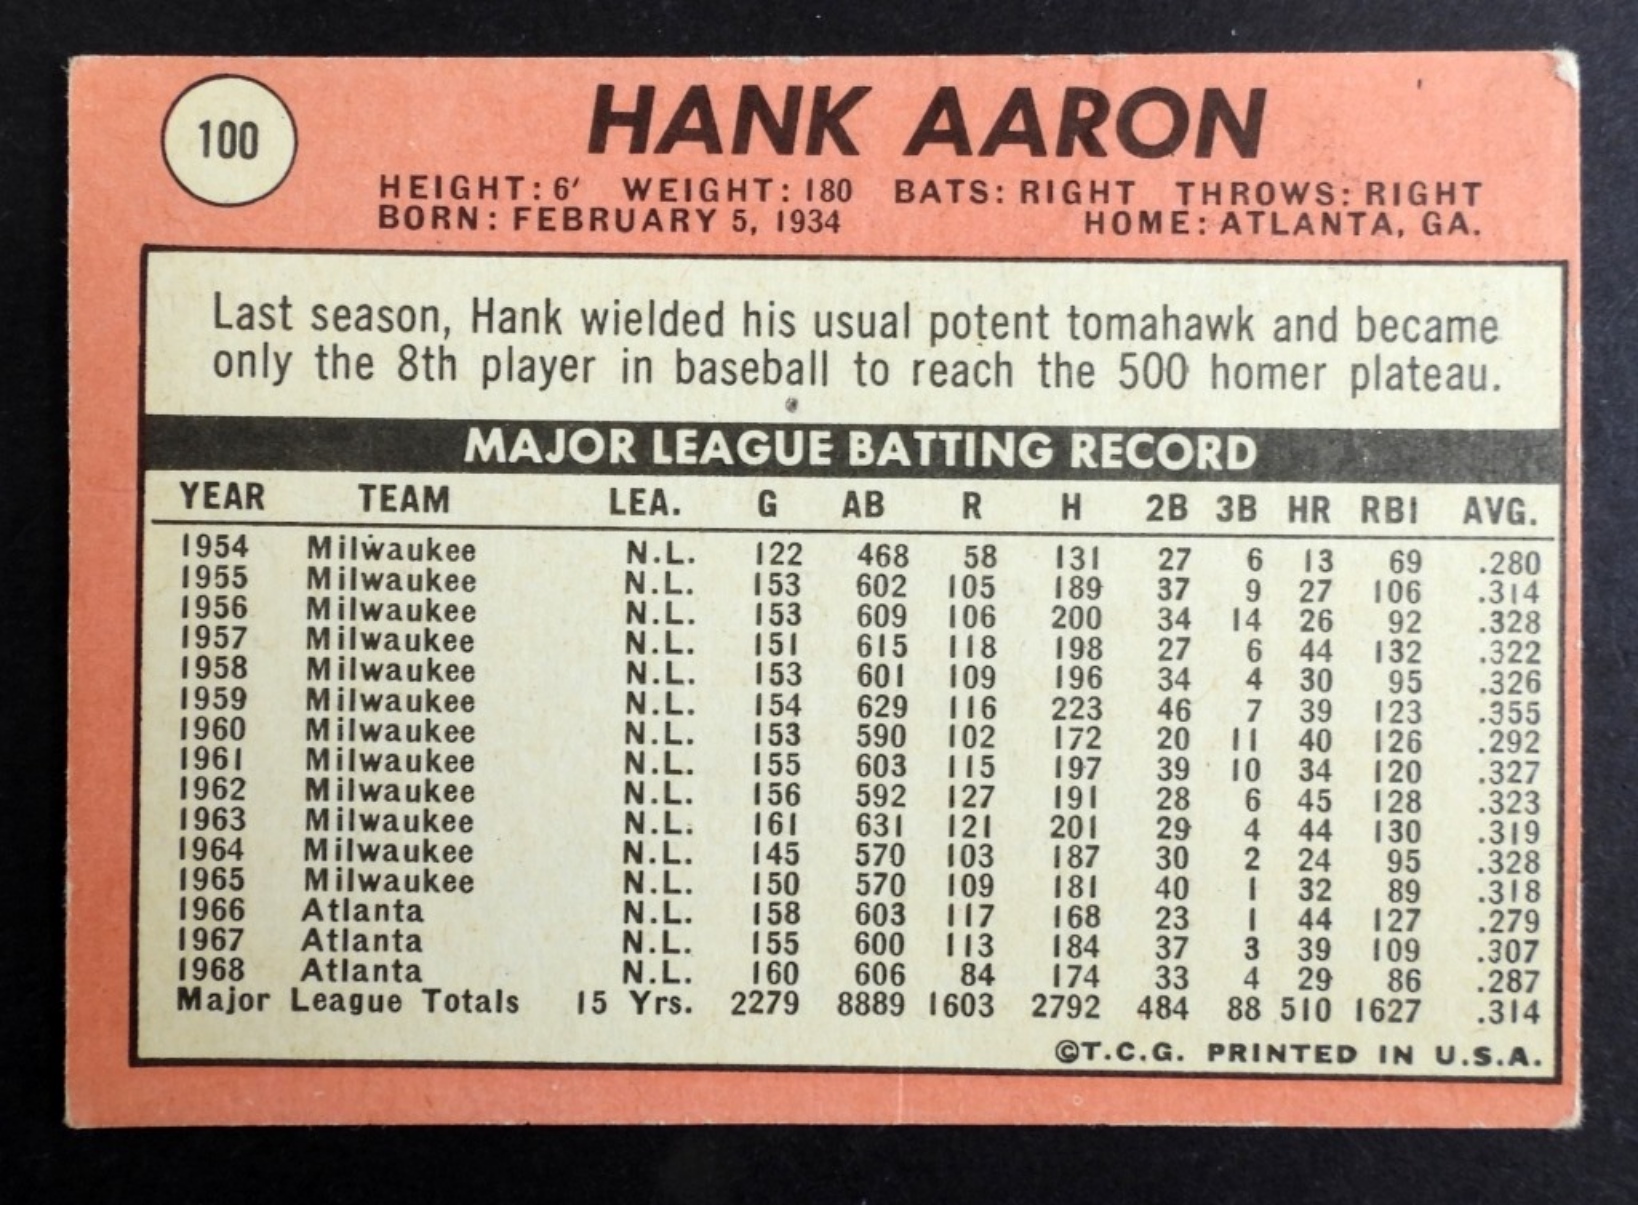 100
HANK AARON
HEIGHT: 6' WEIGHT: 180 BATS: RIGHT THROWS: RIGHT
BORN: FEBRUARY 5, 1934 HOME: ATLANTA, GA.
Last season, Hank wielded his usual potent tomahawk and became
only the 8th player in baseball to reach the 500 homer plateau.
MAJOR LEAGUE BATTING RECORD
YEAR TEAM LEA. G AB R H 2B 3B HR RBI AVG.
1954 Milwaukee N.L. 122 468 58 131 27 6 13 69 .280
1955 Milwaukee N.L. 153 602 105 189 37 9 27 106 .314
1956 Milwaukee N.L. 153 609 106 200 34 14 26 92 .328
1957 Milwaukee N.L. 151 615 118 198 27 6 44 132 .322
1958 Milwaukee N.L. 153 601 109 196 34 4 30 95 .326
1959 Milwaukee N.L. 154 629 116 223 46 7 39 123 .355
1960 Milwaukee N.L. 153 590 102 172 20 11 40 126 .292
1961 Milwaukee N.L. 155 603 115 197 39 10 34 120 .327
1962 Milwaukee N.L. 156 592 127 191 28 6 45 128 .323
1963 Milwaukee N.L. 161 631 121 201 29 4 44 130 .319
1964 Milwaukee N.L. 145 570 103 187 30 2 24 95 .328
1965 Milwaukee N.L. 150 570 109 181 40 1 32 89 .318
1966 Atlanta N.L. 158 603 117 168 23 1 44 127 .279
1967 Atlanta N.L. 155 600 113 184 37 3 39 109 .307
1968 Atlanta N.L. 160 606 84 174 33 4 29 86 .287
Major League Totals 15 Yrs. 2279 8889 1603 2792 484 88 510 1627 .314
©T.C.G. PRINTED IN U.S.A.